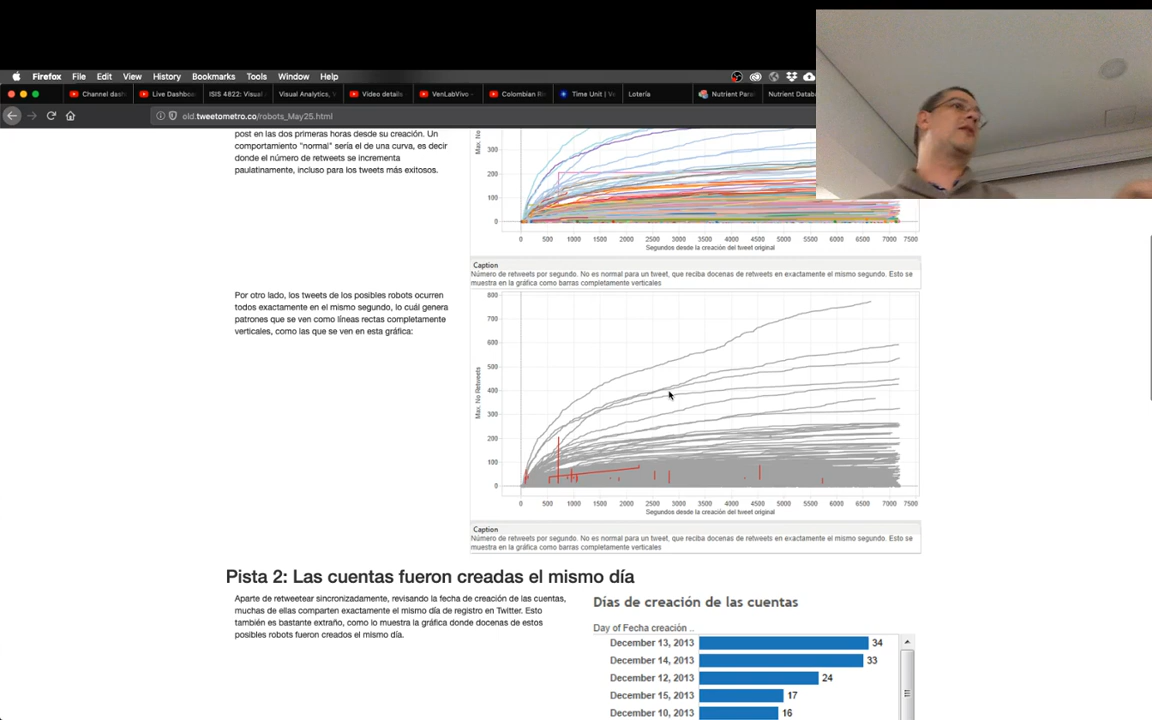 Firefox File Edit View History Bookmarks Tools Window Help
Channel dash Live Dashboa ISIS 4822: Visual Visual Analytics, V Video details VenLabVivo - Colombian Ri Time Unit | Ve Lotería Nutrient Para Nutrient Datab
old.tweetometro.co/robots_May25.html
post en las dos primeras horas desde su creación. Un
comportamiento "normal" sería el de una curva, es decir
donde el número de retweets se incrementa
paulatinamente, incluso para los tweets más exitosos.
Max. No
300
200
100
0
0 500 1000 1500 2000 2500 3000 3500 4000 4500 5000 5500 6000 6500 7000 7500
Segundos desde la creación del tweet original
Caption
Número de retweets por segundo. No es normal para un tweet, que reciba docenas de retweets en exactamente el mismo segundo. Esto se
muestra en la gráfica como barras completamente verticales
Por otro lado, los tweets de los posibles robots ocurren
todos exactamente en el mismo segundo, lo cuál genera
patrones que se ven como líneas rectas completamente
verticales, como las que se ven en esta gráfica:
Max. No Retweets
800
700
600
500
400
300
200
100
0
0 500 1000 1500 2000 2500 3000 3500 4000 4500 5000 5500 6000 6500 7000 7500
Segundos desde la creación del tweet original
Caption
Número de retweets por segundo. No es normal para un tweet, que reciba docenas de retweets en exactamente el mismo segundo. Esto se
muestra en la gráfica como barras completamente verticales
Pista 2: Las cuentas fueron creadas el mismo día
Aparte de retweetear sincronizadamente, revisando la fecha de creación de las cuentas,
muchas de ellas comparten exactamente el mismo día de registro en Twitter. Esto
también es bastante extraño, como lo muestra la gráfica donde docenas de estos
posibles robots fueron creados el mismo día.
Días de creación de las cuentas
Day of Fecha creación ..
December 13, 2013 34
December 14, 2013 33
December 12, 2013 24
December 15, 2013 17
December 10, 2013 16